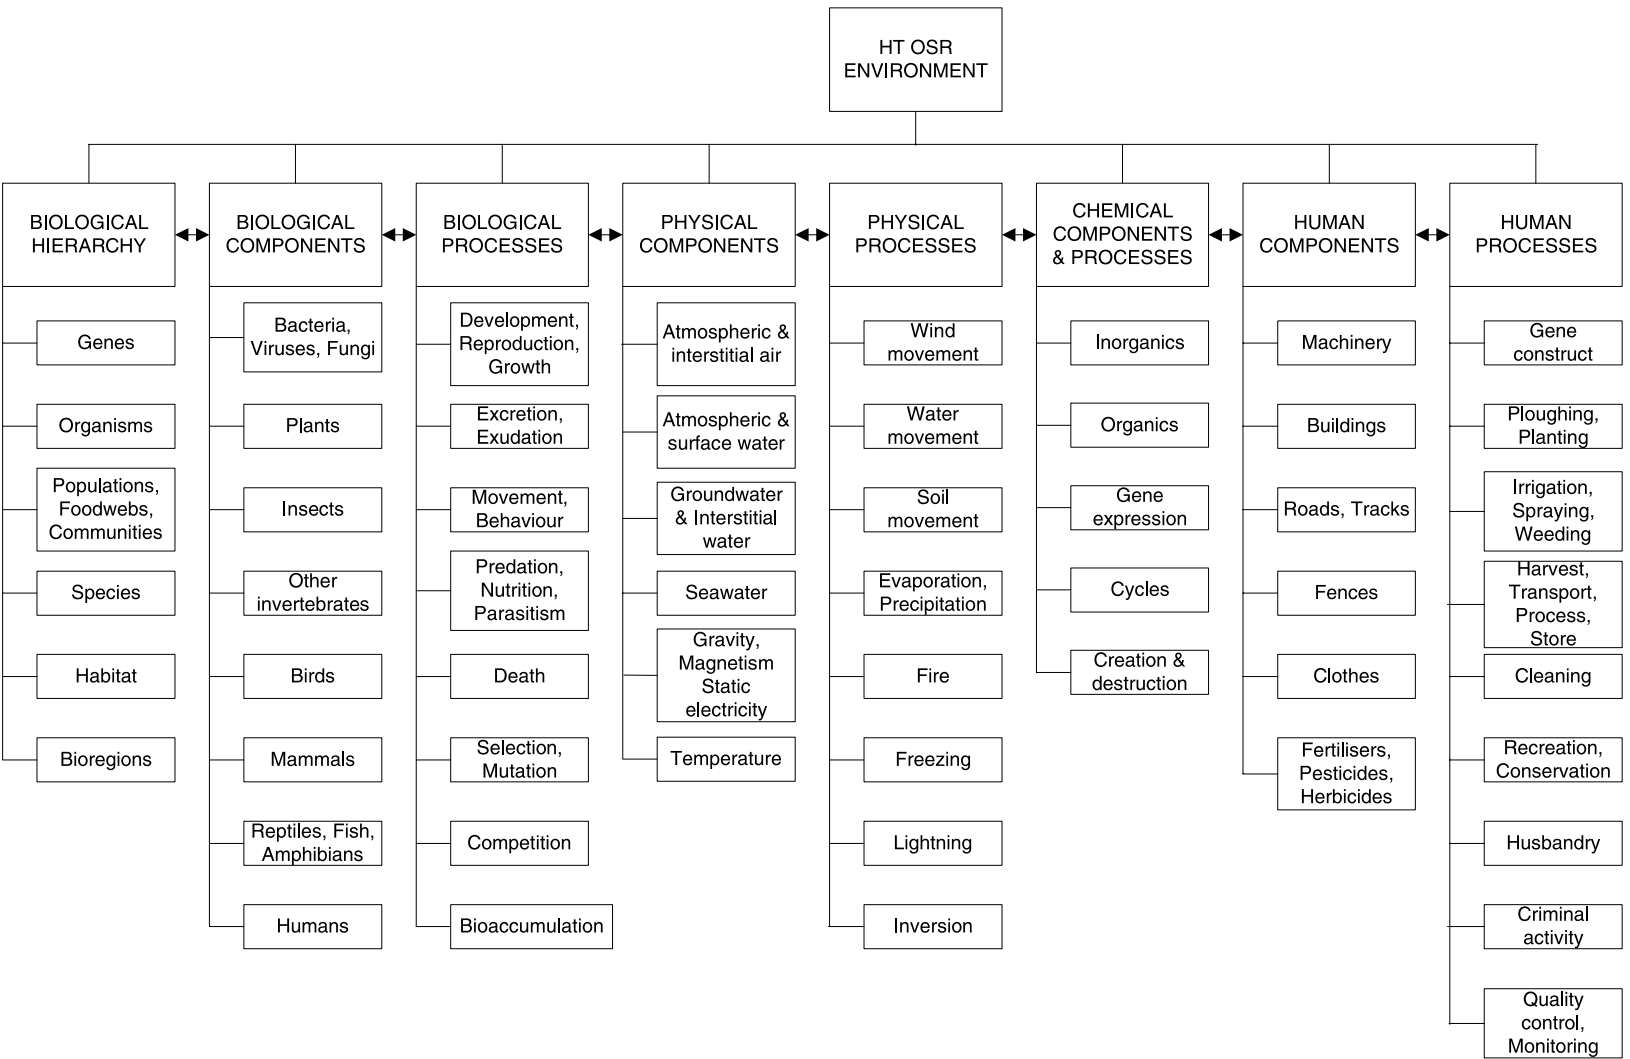 HT OSR
ENVIRONMENT
BIOLOGICAL
HIERARCHY
BIOLOGICAL
COMPONENTS
BIOLOGICAL
PROCESSES
PHYSICAL
COMPONENTS
PHYSICAL
PROCESSES
CHEMICAL
COMPONENTS
& PROCESSES
HUMAN
COMPONENTS
HUMAN
PROCESSES
Genes
Organisms
Populations,
Foodwebs,
Communities
Species
Habitat
Bioregions
Bacteria,
Viruses, Fungi
Plants
Insects
Other
invertebrates
Birds
Mammals
Reptiles, Fish,
Amphibians
Humans
Development,
Reproduction,
Growth
Excretion,
Exudation
Movement,
Behaviour
Predation,
Nutrition,
Parasitism
Death
Selection,
Mutation
Competition
Bioaccumulation
Atmospheric &
interstitial air
Atmospheric &
surface water
Groundwater
& Interstitial
water
Seawater
Gravity,
Magnetism
Static
electricity
Temperature
Wind
movement
Water
movement
Soil
movement
Evaporation,
Precipitation
Fire
Freezing
Lightning
Inversion
Inorganics
Organics
Gene
expression
Cycles
Creation &
destruction
Machinery
Buildings
Roads, Tracks
Fences
Clothes
Fertilisers,
Pesticides,
Herbicides
Gene
construct
Ploughing,
Planting
Irrigation,
Spraying,
Weeding
Harvest,
Transport,
Process,
Store
Cleaning
Recreation,
Conservation
Husbandry
Criminal
activity
Quality
control,
Monitoring